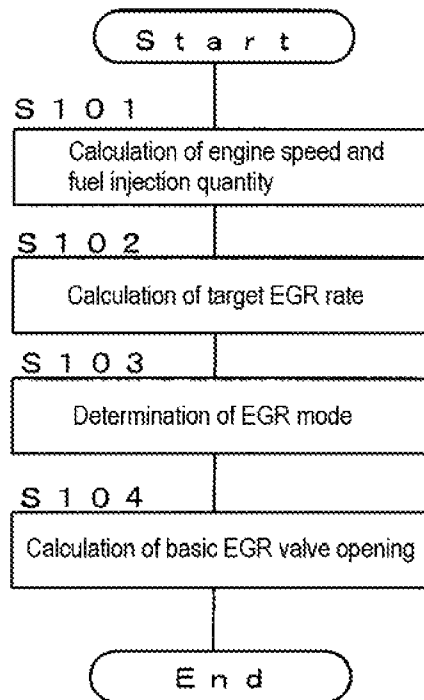 Start
S101
Calculation of engine speed and
fuel injection quantity
S102
Calculation of target EGR rate
S103
Determination of EGR mode
S104
Calculation of basic EGR valve opening
End